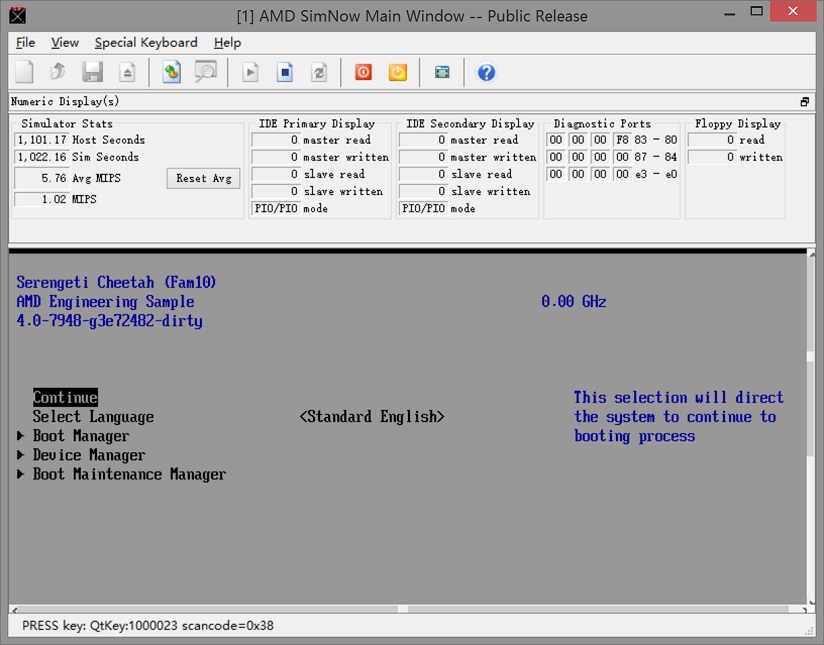 [1] AMD SimNow Main Window -- Public Release
File View Special Keyboard Help
Numeric Display(s)
Simulator Stats
1,101.17 Host Seconds
1,022.16 Sim Seconds
5.76 Avg MIPS Reset Avg
1.02 MIPS
IDE Primary Display
0 master read
0 master written
0 slave read
0 slave written
PIO/PIO mode
IDE Secondary Display
0 master read
0 master written
0 slave read
0 slave written
PIO/PIO mode
Diagnostic Ports
00 00 00 F8 83 - 80
00 00 00 00 87 - 84
00 00 00 00 e3 - e0
Floppy Display
0 read
0 written
Serengeti Cheetah (Fam10)
AMD Engineering Sample 0.00 GHz
4.0-7948-g3e72482-dirty
Continue
Select Language <Standard English>
Boot Manager
Device Manager
Boot Maintenance Manager
This selection will direct
the system to continue to
booting process
PRESS key: QtKey:1000023 scancode=0x38